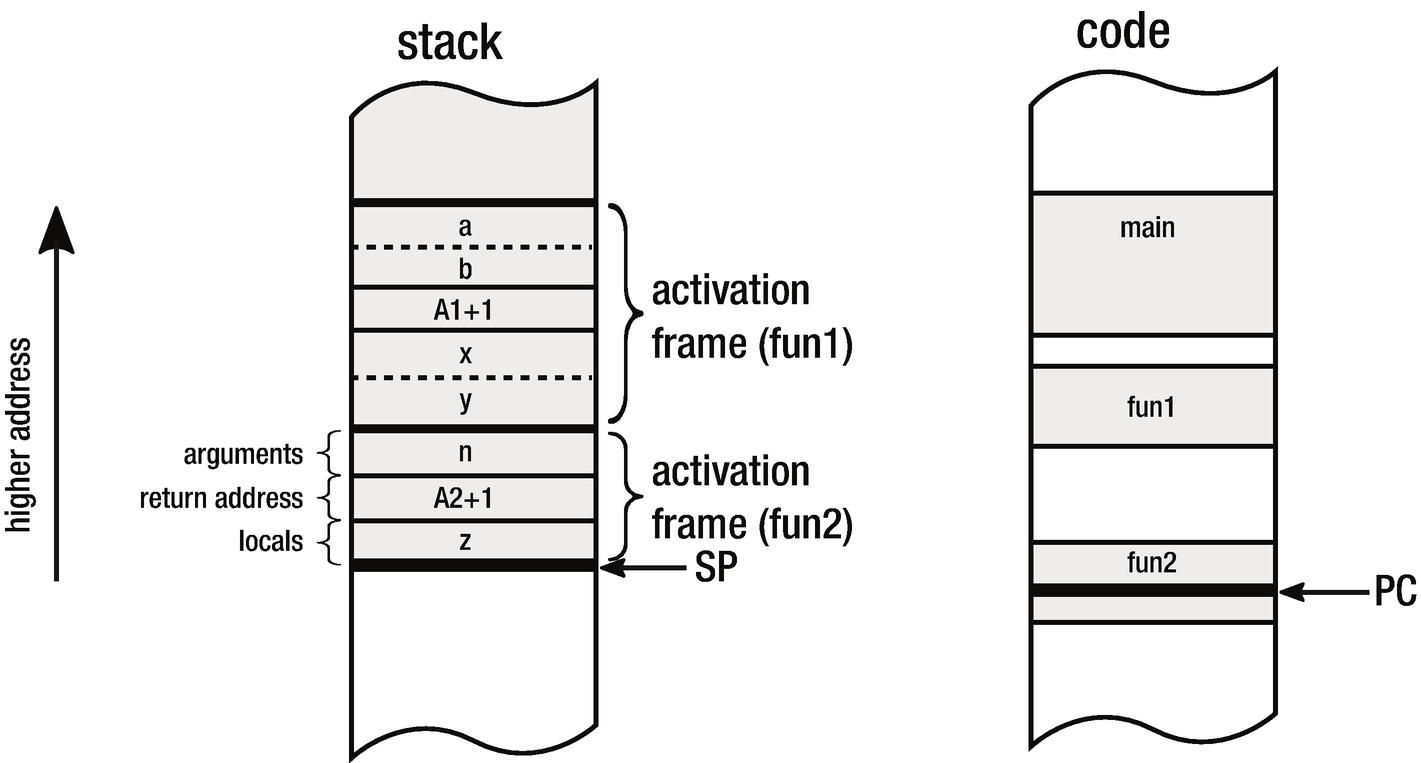 stack
code
a
b
A1+1
x
y
activation
frame (fun1)
higher address
arguments
return address
locals
n
A2+1
z
activation
frame (fun2)
SP
main
fun1
fun2
PC